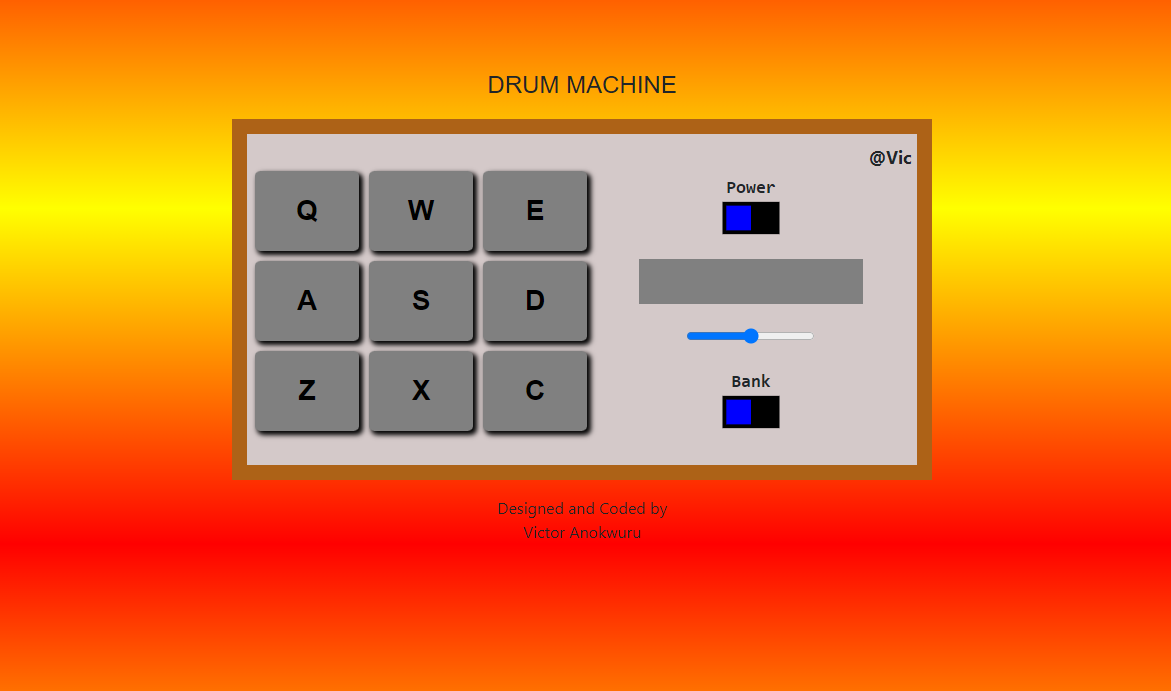 DRUM MACHINE
@Vic
Q W E
A S D
Z X C
Power
Bank
Designed and Coded by
Victor Anokwuru